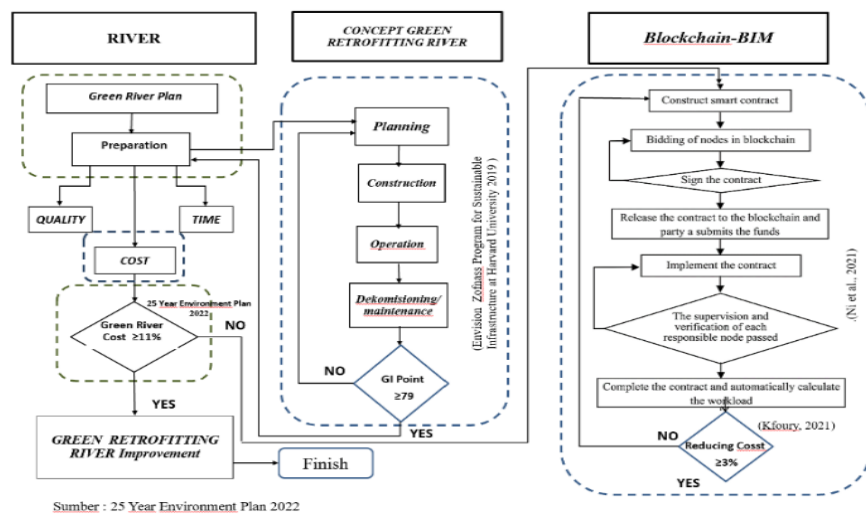 RIVER
Green River Plan
Preparation
QUALITY
TIME
COST
25 Year Environment Plan
2022
Green River
Cost ≥11%
NO
YES
GREEN RETROFITTING
RIVER Improvement
Finish
Sumber : 25 Year Environment Plan 2022
CONCEPT GREEN
RETROFITTING RIVER
Planning
Construction
Operation
Dekomisioning/
maintenance
GI Point
≥79
NO
YES
(Envision Zofnass Program for Sustainable
Infrastructure at Harvard University 2019 )
Blockchain-BIM
Construct smart contract
Bidding of nodes in blockchain
Sign the contract
Release the contract to the blockchain and
party a submits the funds
Implement the contract
The supervision and
verification of each
responsible node passed
Complete the contract and automatically calculate
the workload
(Kfoury, 2021)
NO
Reducing Cosst
≥3%
YES
.(Ni et al., 2021)